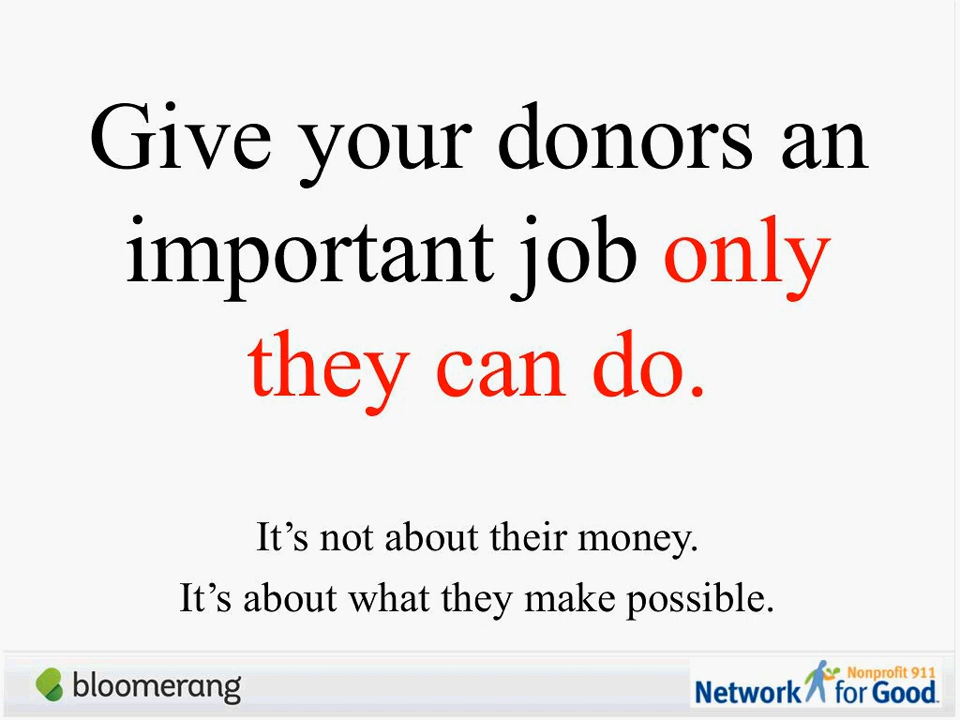 Give your donors an
important job only
they can do.
It’s not about their money.
It’s about what they make possible.
bloomerang
Nonprofit 911
Network for Good.